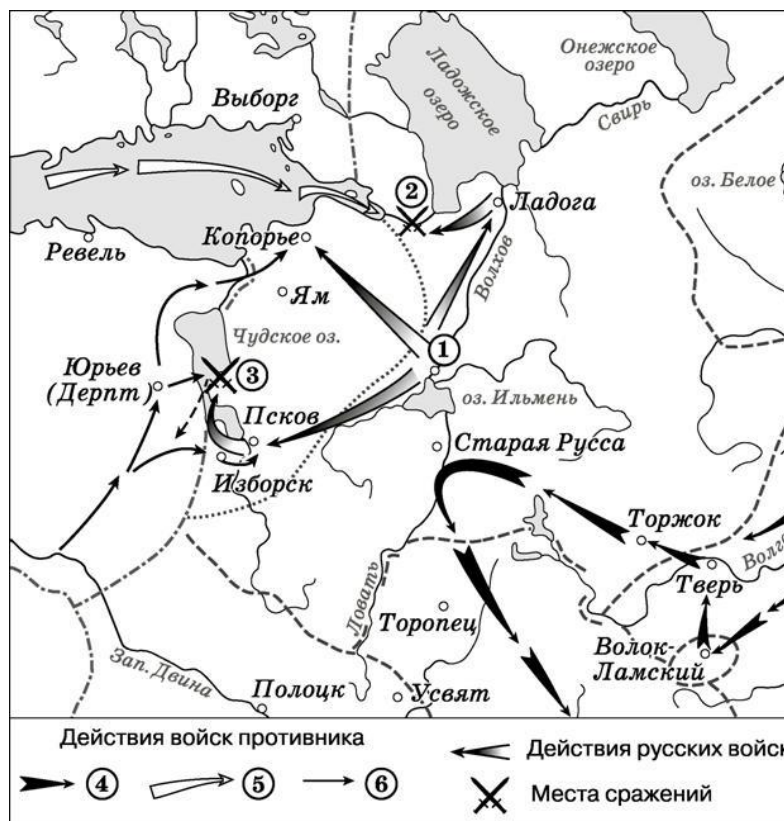 Онежское
озеро
Ладожское
озеро
Свирь
Выборг
оз. Белое
2
Ладога
Ревель
Копорье
Волхов
Ям
Чудское оз.
1
3
Юрьев
(Дерпт)
оз. Ильмень
Псков
Старая Русса
Изборск
Торжок
Волг
Тверь
Ловать
Торопец
Волок-
Ламский
Зап. Двина
Полоцк
Усвят
Действия войск противника
4
5
6
Действия русских войск
Места сражений